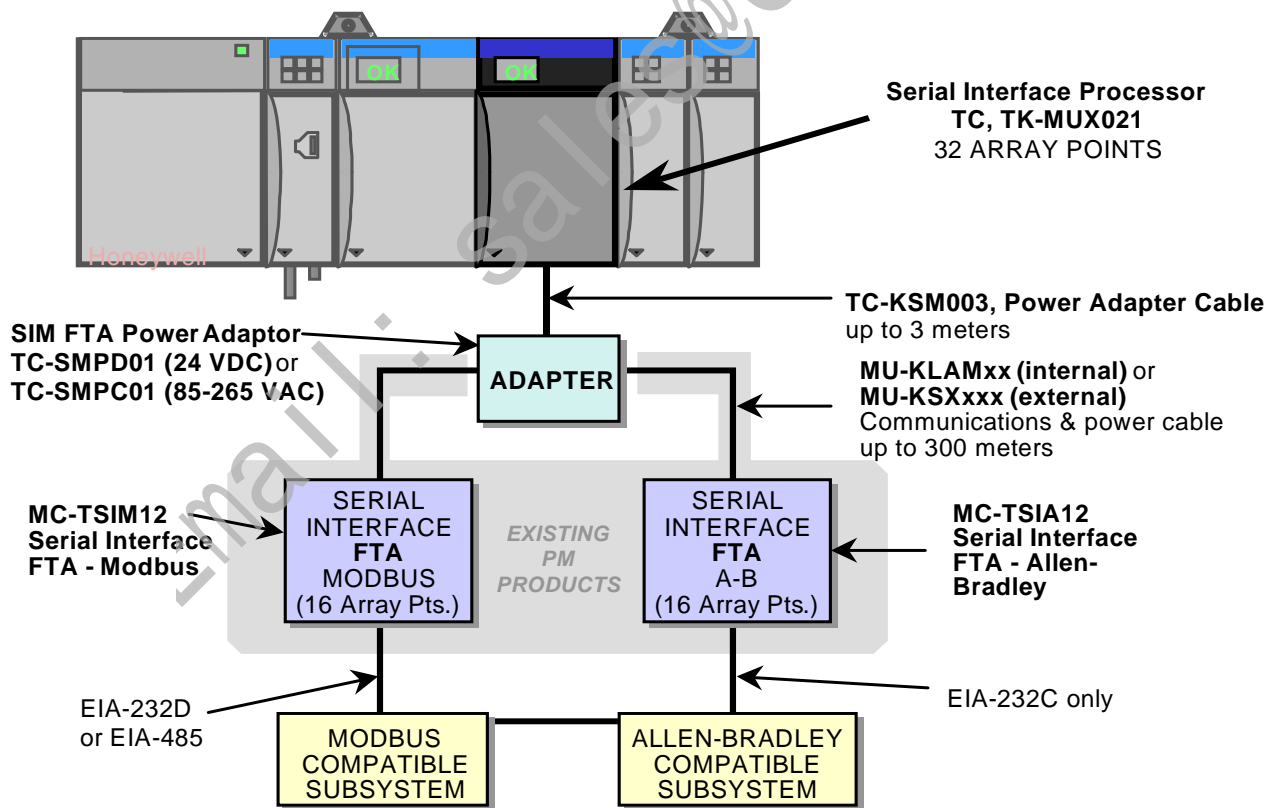 OK
OK
Honeywell
Serial Interface Processor
TC, TK-MUX021
32 ARRAY POINTS
TC-KSM003, Power Adapter Cable
up to 3 meters
SIM FTA Power Adaptor
TC-SMPD01 (24 VDC) or
TC-SMPC01 (85-265 VAC)
ADAPTER
MU-KLAMxx (internal) or
MU-KSXxxx (external)
Communications & power cable
up to 300 meters
MC-TSIM12
Serial Interface
FTA - Modbus
SERIAL
INTERFACE
FTA
MODBUS
(16 Array Pts.)
EXISTING
PM
PRODUCTS
SERIAL
INTERFACE
FTA
A-B
(16 Array Pts.)
MC-TSIA12
Serial Interface
FTA - Allen-
Bradley
EIA-232D
or EIA-485
EIA-232C only
MODBUS
COMPATIBLE
SUBSYSTEM
ALLEN-BRADLEY
COMPATIBLE
SUBSYSTEM
mail: sales@